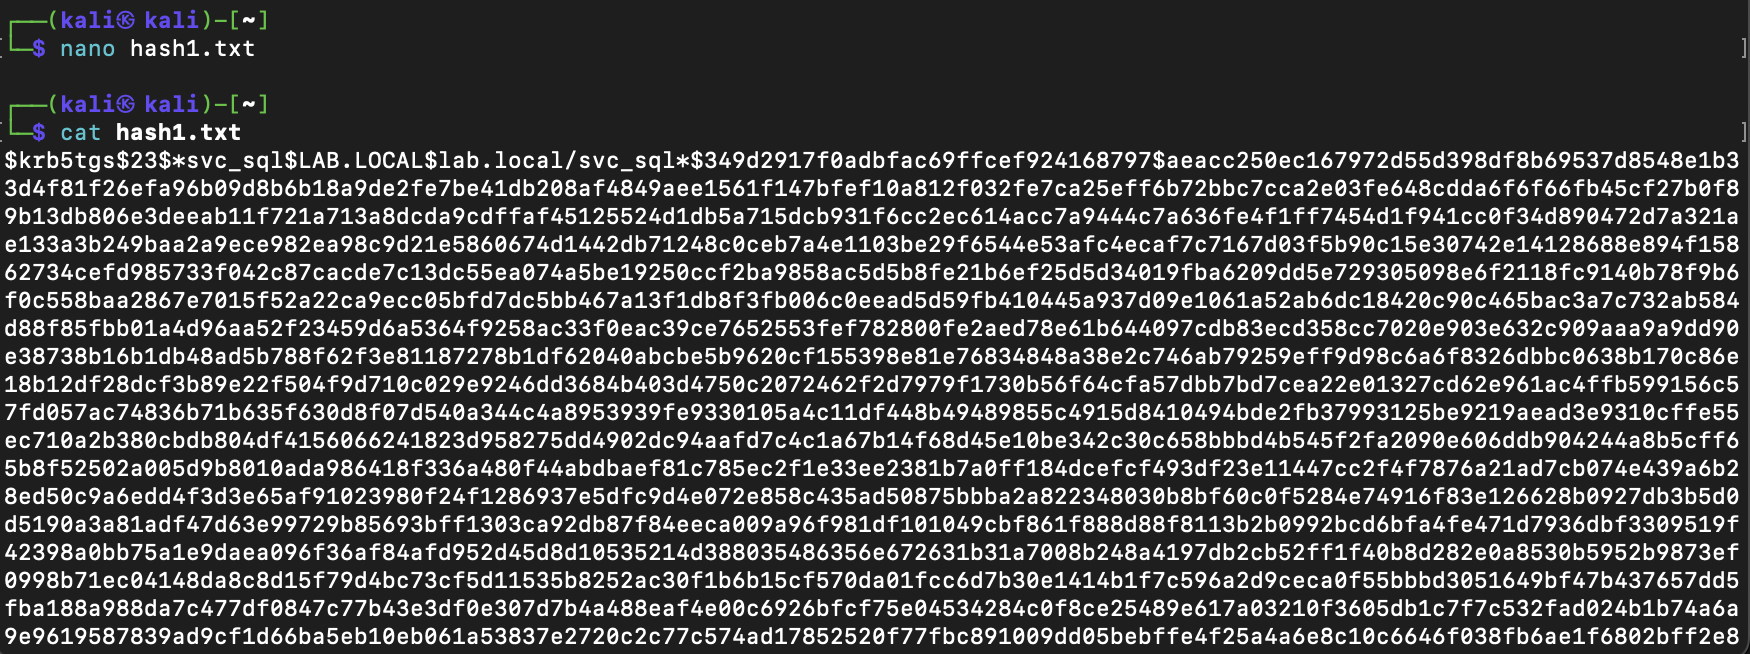 ┌──(kali㉿ kali)-[~]
└─$ nano hash1.txt
┌──(kali㉿ kali)-[~]
└─$ cat hash1.txt
$krb5tgs$23$*svc_sql$LAB.LOCAL$lab.local/svc_sql*$349d2917f0adbfac69ffcef924168797$aeacc250ec167972d55d398df8b69537d8548e1b3
3d4f81f26efa96b09d8b6b18a9de2fe7be41db208af4849aee1561f147bfef10a812f032fe7ca25eff6b72bbc7cca2e03fe648cdda6f6f66fb45cf27b0f8
9b13db806e3deeab11f721a713a8dcda9cdffaf45125524d1db5a715dcb931f6cc2ec614acc7a9444c7a636fe4f1ff7454d1f941cc0f34d890472d7a321a
e133a3b249baa2a9ece982ea98c9d21e5860674d1442db71248c0ceb7a4e1103be29f6544e53afc4ecaf7c7167d03f5b90c15e30742e14128688e894f158
62734cefd985733f042c87cacde7c13dc55ea074a5be19250ccf2ba9858ac5d5b8fe21b6ef25d5d34019fba6209dd5e729305098e6f2118fc9140b78f9b6
f0c558baa2867e7015f52a22ca9ecc05bfd7dc5bb467a13f1db8f3fb006c0eead5d59fb410445a937d09e1061a52ab6dc18420c90c465bac3a7c732ab584
d88f85fbb01a4d96aa52f23459d6a5364f9258ac33f0eac39ce7652553fef782800fe2aed78e61b644097cdb83ecd358cc7020e903e632c909aaa9a9dd90
e38738b16b1db48ad5b788f62f3e81187278b1df62040abcbe5b9620cf155398e81e76834848a38e2c746ab79259eff9d98c6a6f8326dbbc0638b170c86e
18b12df28dcf3b89e22f504f9d710c029e9246dd3684b403d4750c2072462f2d7979f1730b56f64cfa57dbb7bd7cea22e01327cd62e961ac4ffb599156c5
7fd057ac74836b71b635f630d8f07d540a344c4a8953939fe9330105a4c11df448b49489855c4915d8410494bde2fb37993125be9219aead3e9310cffe55
ec710a2b380cbdb804df4156066241823d958275dd4902dc94aafd7c4c1a67b14f68d45e10be342c30c658bbbd4b545f2fa2090e606ddb904244a8b5cff6
5b8f52502a005d9b8010ada986418f336a480f44abdbaef81c785ec2f1e33ee2381b7a0ff184dcefcf493df23e11447cc2f4f7876a21ad7cb074e439a6b2
8ed50c9a6edd4f3d3e65af91023980f24f1286937e5dfc9d4e072e858c435ad50875bbba2a822348030b8bf60c0f5284e74916f83e126628b0927db3b5d0
d5190a3a81adf47d63e99729b85693bff1303ca92db87f84eeca009a96f981df101049cbf861f888d88f8113b2b0992bcd6bfa4fe471d7936dbf3309519f
42398a0bb75a1e9daea096f36af84afd952d45d8d10535214d388035486356e672631b31a7008b248a4197db2cb52ff1f40b8d282e0a8530b5952b9873ef
0998b71ec04148da8c8d15f79d4bc73cf5d11535b8252ac30f1b6b15cf570da01fcc6d7b30e1414b1f7c596a2d9ceca0f55bbbd3051649bf47b437657dd5
fba188a988da7c477df0847c77b43e3df0e307d7b4a488eaf4e00c6926bfcf75e04534284c0f8ce25489e617a03210f3605db1c7f7c532fad024b1b74a6a
9e9619587839ad9cf1d66ba5eb10eb061a53837e2720c2c77c574ad17852520f77fbc891009dd05bebffe4f25a4a6e8c10c6646f038fb6ae1f6802bff2e8